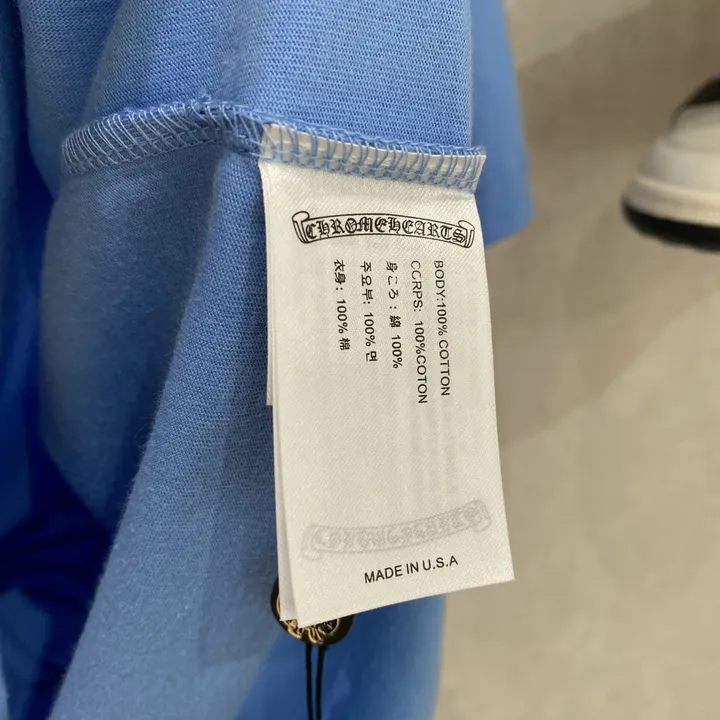 CHROMEHEARTS
BODY:100% COTTON
CCRPS: 100%COTON
身ごろ : 綿 100%
주요부: 100% 면
衣身: 100% 棉
MADE IN U.S.A